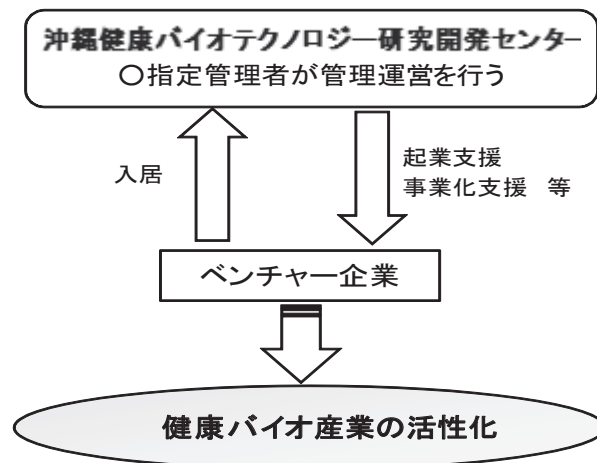 沖縄健康バイオテクノロジー研究開発センター
○指定管理者が管理運営を行う
入居
起業支援
事業化支援　等
ベンチャー企業
健康バイオ産業の活性化